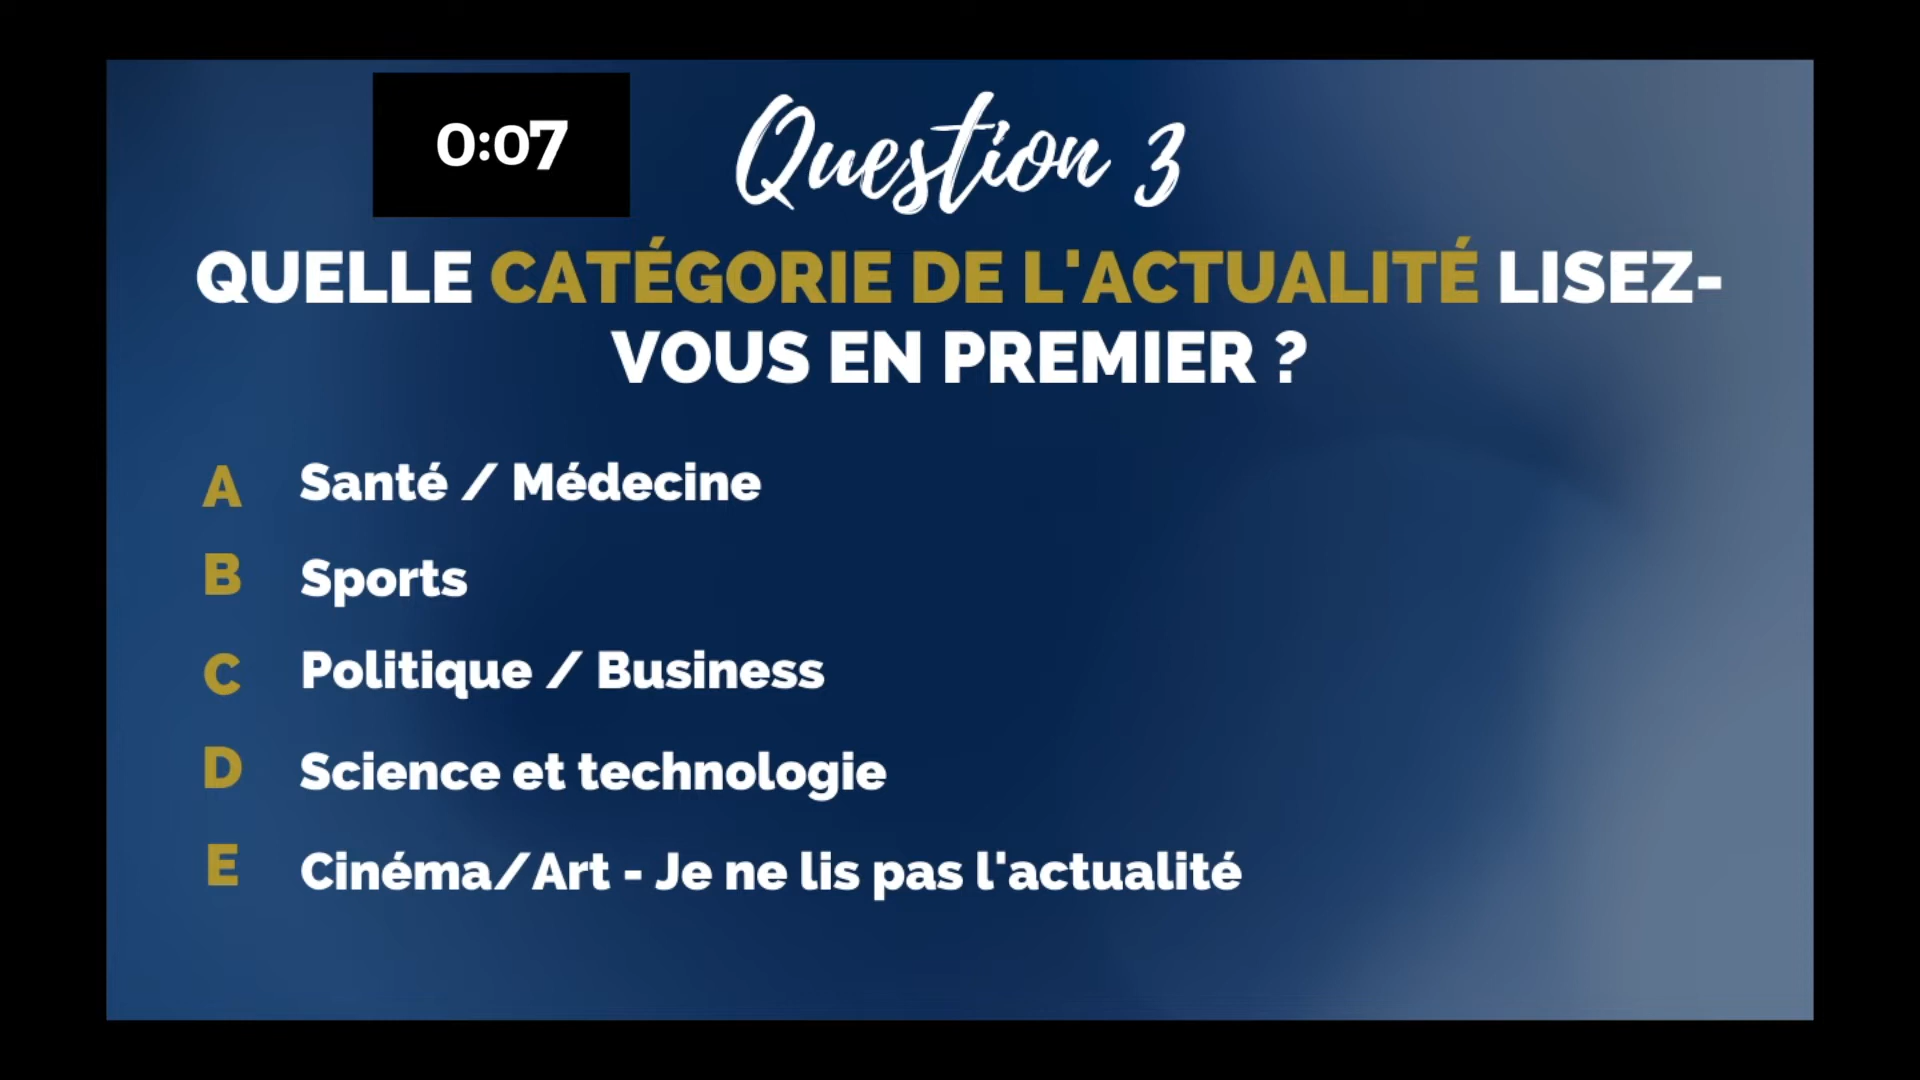 0:07
Question 3
QUELLE CATÉGORIE DE L'ACTUALITÉ LISEZ-
VOUS EN PREMIER ?
A Santé / Médecine
B Sports
C Politique / Business
D Science et technologie
E Cinéma/Art - Je ne lis pas l'actualité